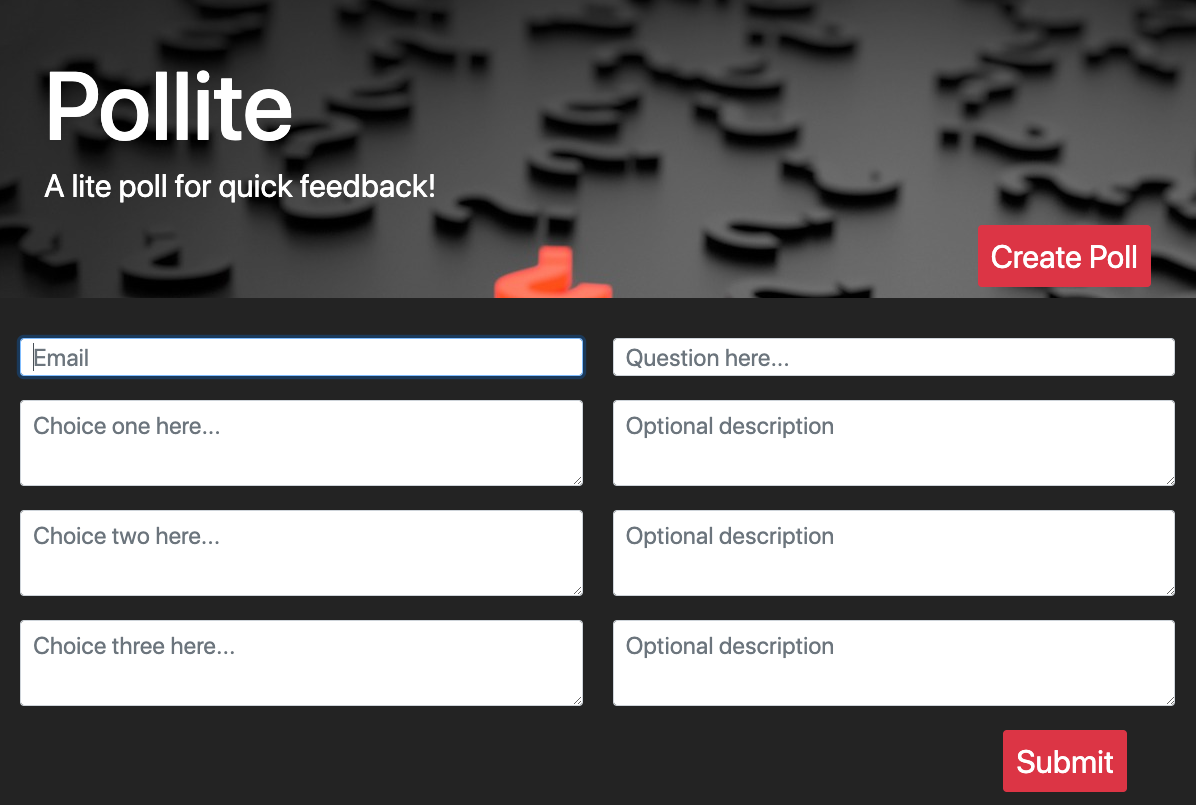 Pollite
A lite poll for quick feedback!
Create Poll
Email
Question here...
Choice one here...
Optional description
Choice two here...
Optional description
Choice three here...
Optional description
Submit